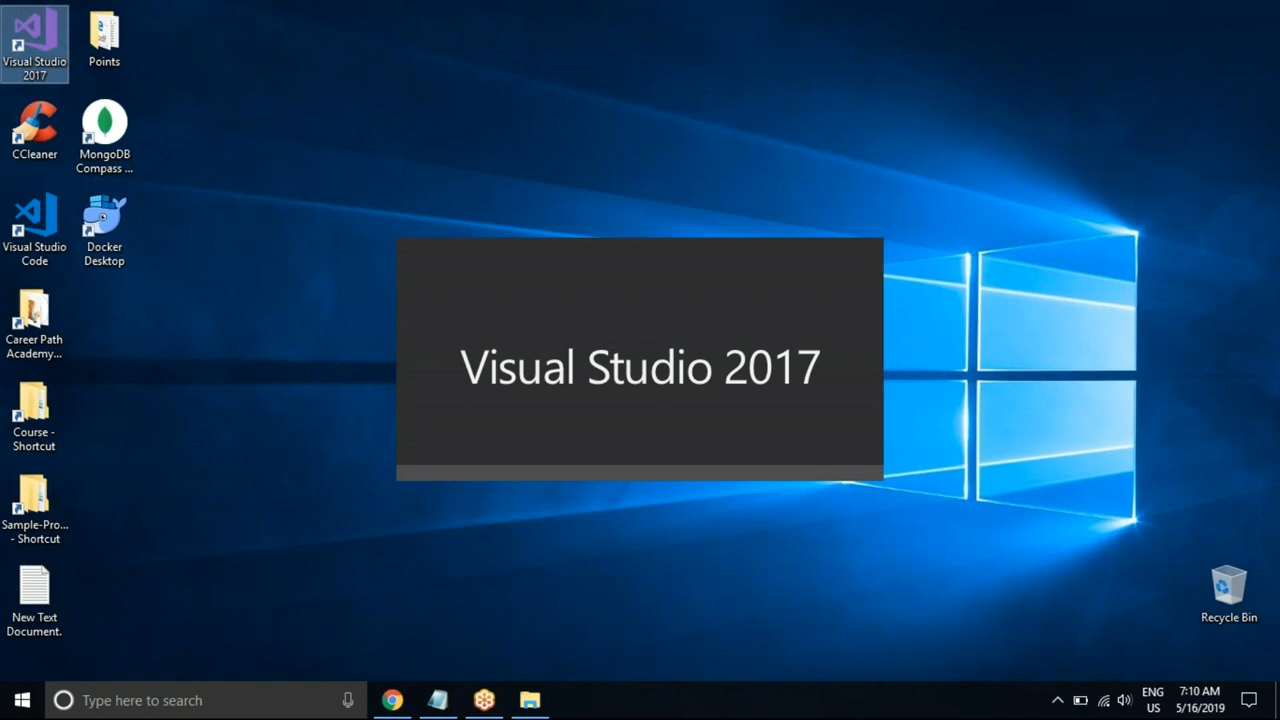 Visual Studio
2017
Points
CCleaner
MongoDB
Compass ...
Visual Studio
Code
Docker
Desktop
Career Path
Academy...
Course -
Shortcut
Sample-Pro...
- Shortcut
New Text
Document.
Visual Studio 2017
Recycle Bin
Type here to search
ENG
US
7:10 AM
5/16/2019